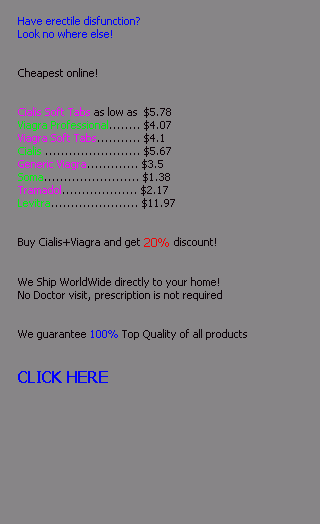 Have erectile disfunction?
Look no where else!
Cheapest online!
Cialis Soft Tabs as low as $5.78
Viagra ........ $4.07
Viagra Soft Tabs........... $4.1
Cialis ........................ $5.67
Generic Viagra............. $3.5
Soma........................ $1.38
Tramadol................... $2.17
Levitra...................... $11.97
Buy Cialis+Viagra and get 20% discount!
We Ship WorldWide directly to your home!
No Doctor visit, prescription is not required
We guarantee 100% Top Quality of all products
CLICK HERE